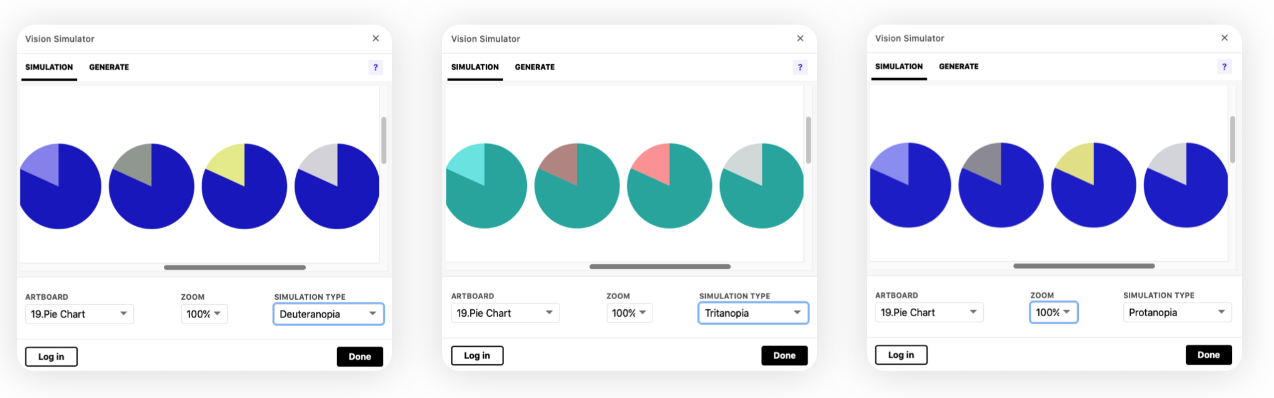 Vision Simulator ×
SIMULATION GENERATE ?
ARTBOARD ZOOM SIMULATION TYPE
19.Pie Chart 100% Deuteranopia
Log in Done
Vision Simulator ×
SIMULATION GENERATE ?
ARTBOARD ZOOM SIMULATION TYPE
19.Pie Chart 100% Tritanopia
Log in Done
Vision Simulator ×
SIMULATION GENERATE ?
ARTBOARD ZOOM SIMULATION TYPE
19.Pie Chart 100% Protanopia
Log in Done